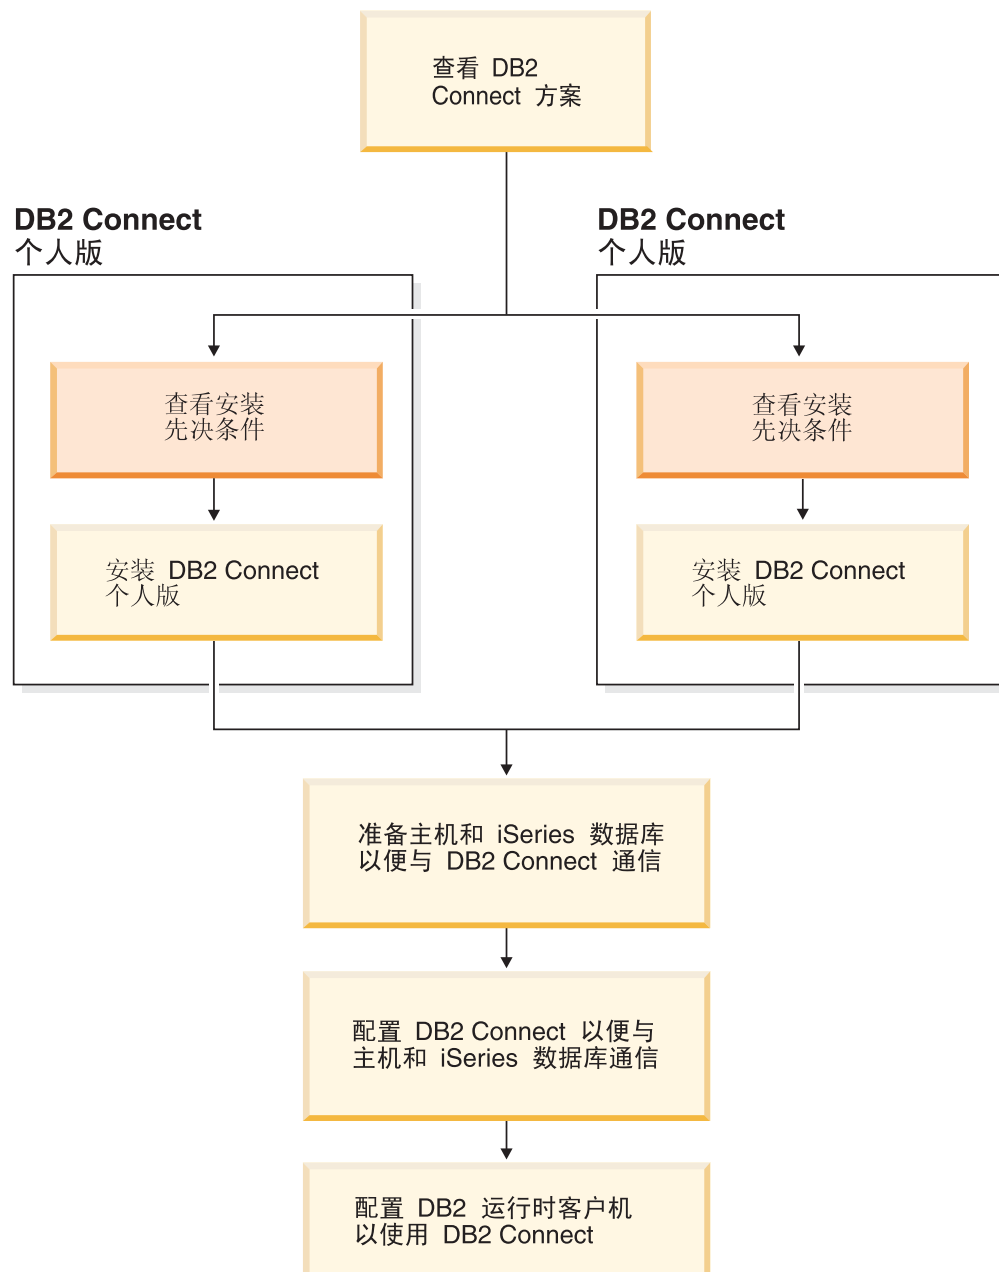 查看 DB2
Connect 方案
DB2 Connect
个人版
DB2 Connect
个人版
查看安装
先决条件
查看安装
先决条件
安装 DB2 Connect
个人版
安装 DB2 Connect
个人版
准备主机和 iSeries 数据库
以便与 DB2 Connect 通信
配置 DB2 Connect 以便与
主机和 iSeries 数据库通信
配置 DB2 运行时客户机
以使用 DB2 Connect